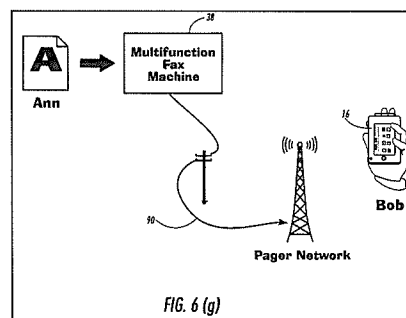 38
Multifunction
Fax
Machine
A
Ann
16
Bob
90
Pager Network
FIG. 6 (g)